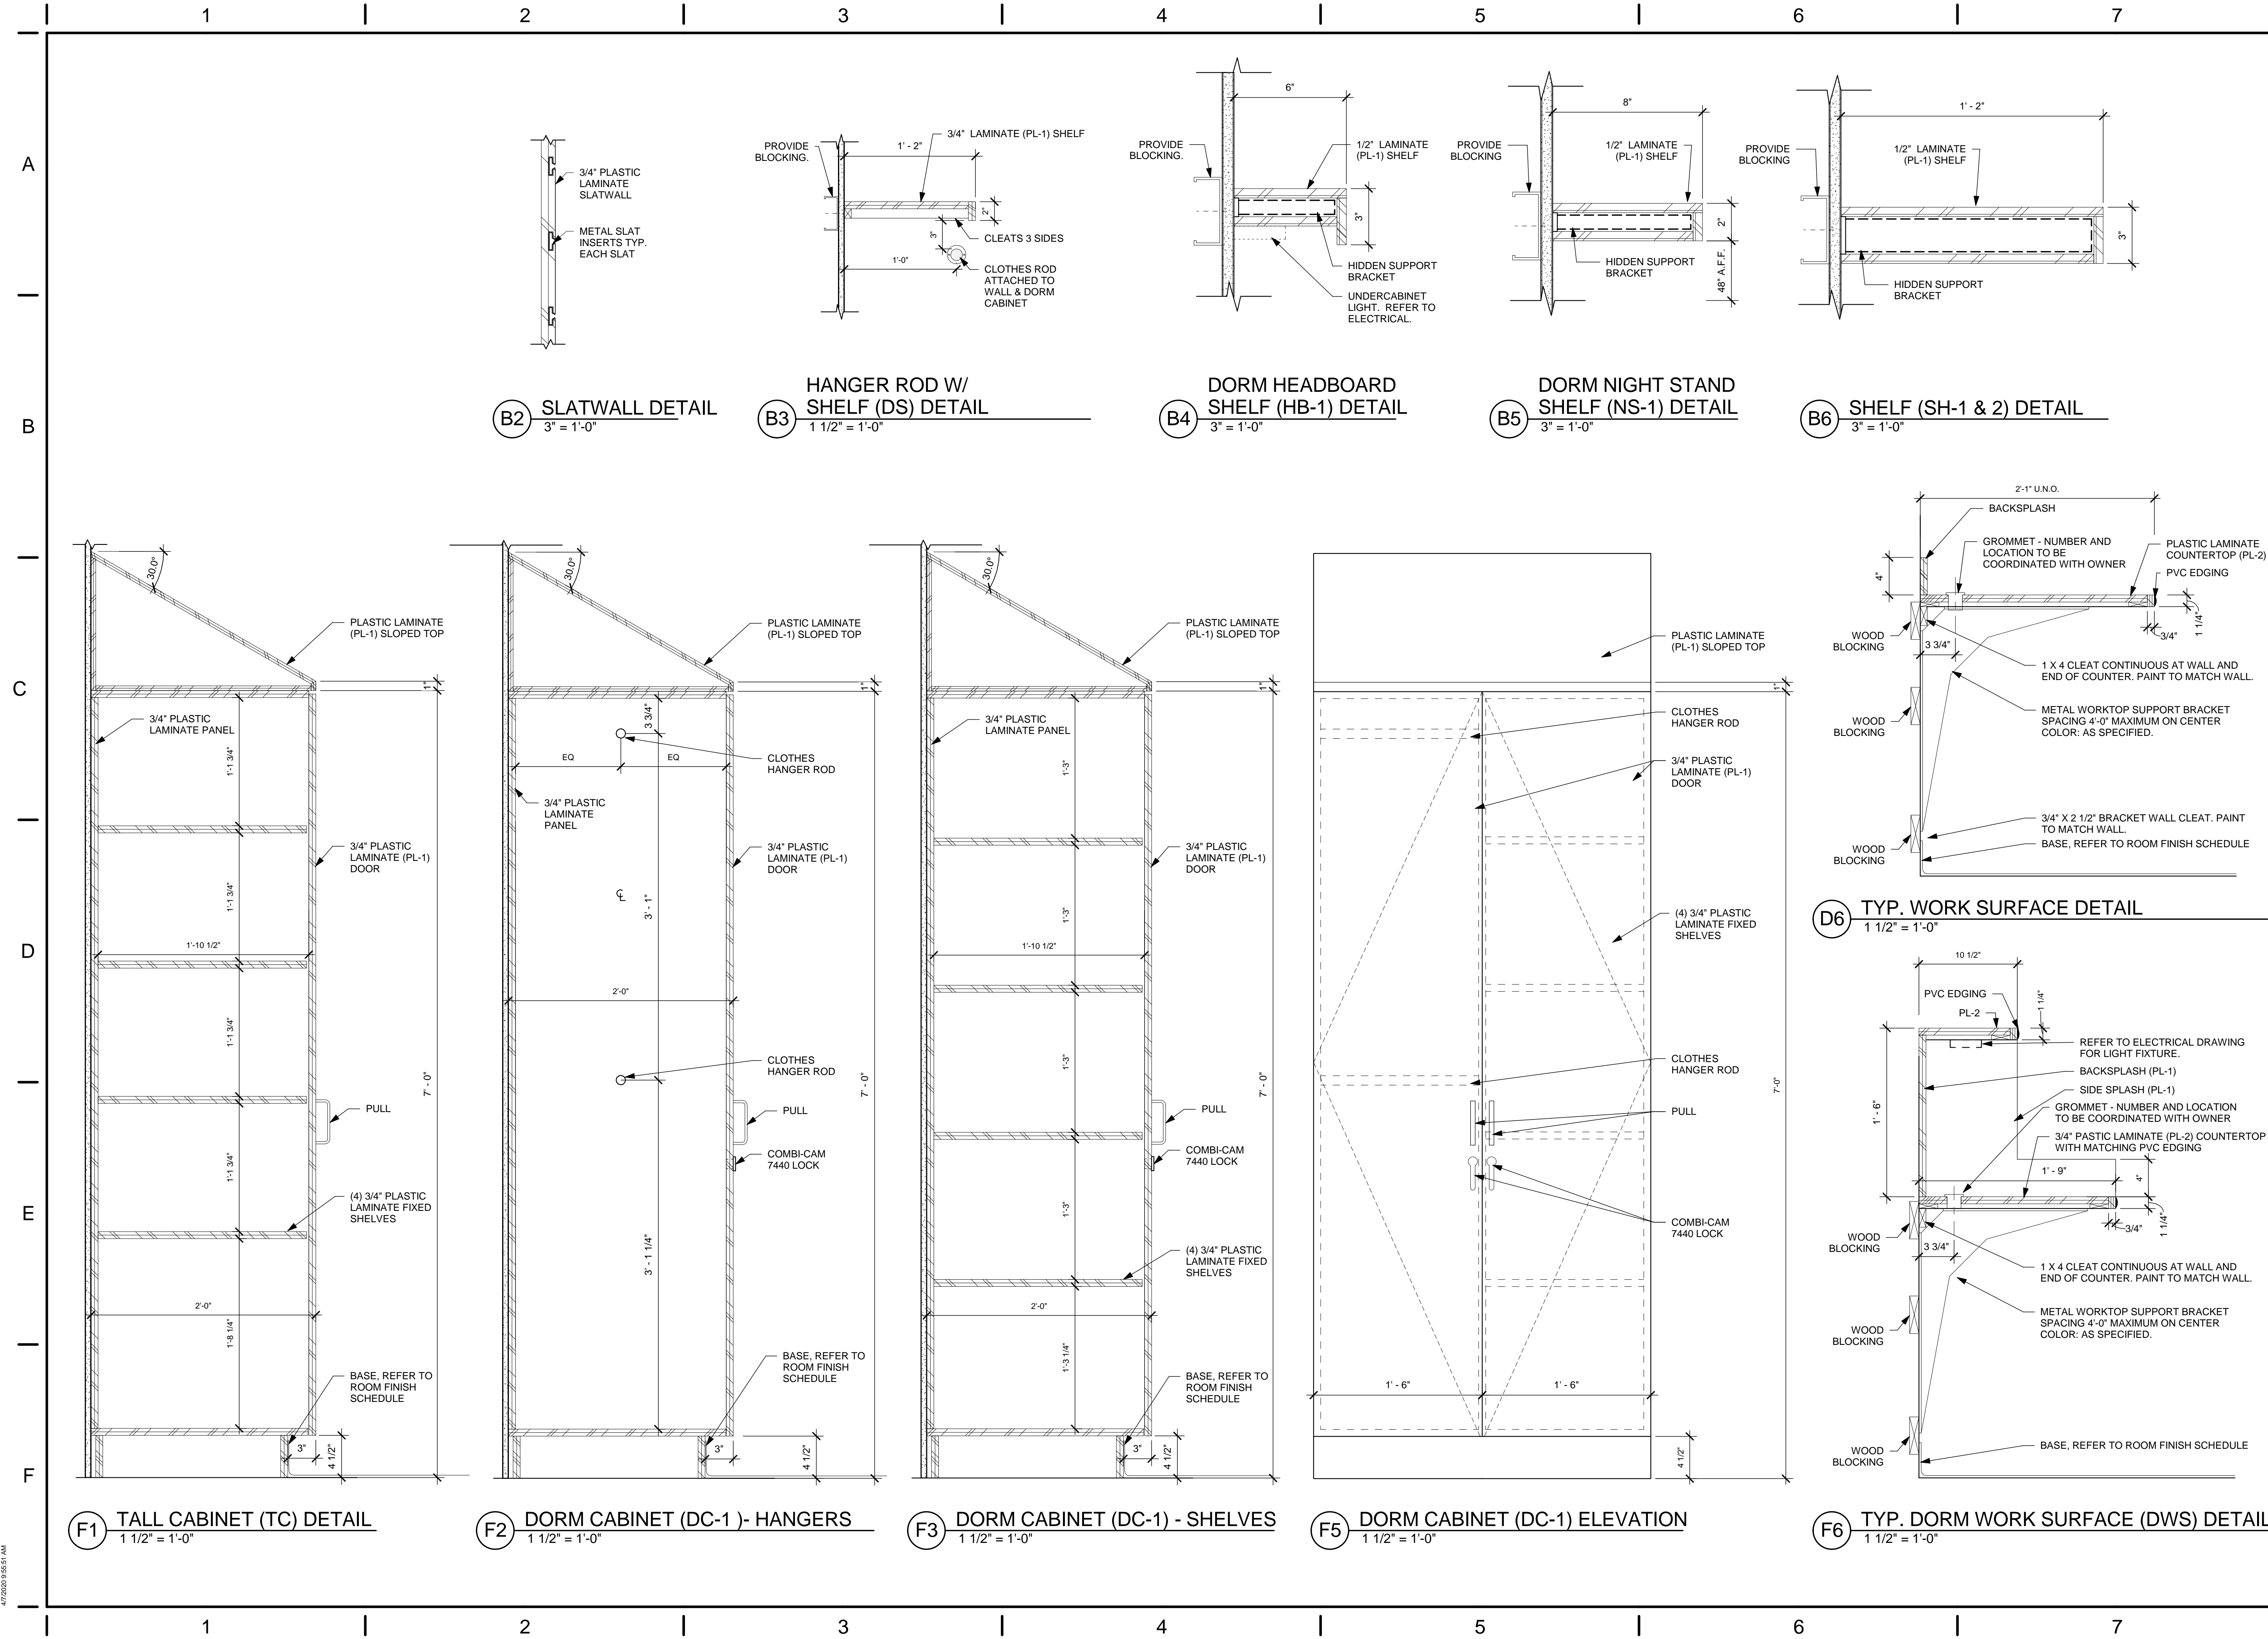 1 2 3 4 5 6 7
A
B
C
D
E
F
3/4" PLASTIC
LAMINATE
SLATWALL
METAL SLAT
INSERTS TYP.
EACH SLAT
B2
SLATWALL DETAIL
3" = 1'-0"
PROVIDE
BLOCKING.
1' - 2"
3/4" LAMINATE (PL-1) SHELF
2"
3"
1'-0"
CLEATS 3 SIDES
CLOTHES ROD
ATTACHED TO
WALL & DORM
CABINET
B3
HANGER ROD W/
SHELF (DS) DETAIL
1 1/2" = 1'-0"
6"
PROVIDE
BLOCKING.
1/2" LAMINATE
(PL-1) SHELF
3"
HIDDEN SUPPORT
BRACKET
UNDERCABINET
LIGHT. REFER TO
ELECTRICAL.
B4
DORM HEADBOARD
SHELF (HB-1) DETAIL
3" = 1'-0"
8"
PROVIDE
BLOCKING
1/2" LAMINATE
(PL-1) SHELF
2"
48" A.F.F.
HIDDEN SUPPORT
BRACKET
B5
DORM NIGHT STAND
SHELF (NS-1) DETAIL
3" = 1'-0"
1' - 2"
PROVIDE
BLOCKING
1/2" LAMINATE
(PL-1) SHELF
3"
HIDDEN SUPPORT
BRACKET
B6
SHELF (SH-1 & 2) DETAIL
3" = 1'-0"
30.0°
PLASTIC LAMINATE
(PL-1) SLOPED TOP
1"
3/4" PLASTIC
LAMINATE PANEL
1'-1 3/4"
3/4" PLASTIC
LAMINATE (PL-1)
DOOR
1'-1 3/4"
1'-10 1/2"
1'-1 3/4"
7' - 0"
PULL
1'-1 3/4"
(4) 3/4" PLASTIC
LAMINATE FIXED
SHELVES
2'-0"
1'-8 1/4"
BASE, REFER TO
ROOM FINISH
SCHEDULE
3"
4 1/2"
F1
TALL CABINET (TC) DETAIL
1 1/2" = 1'-0"
30.0°
PLASTIC LAMINATE
(PL-1) SLOPED TOP
1"
3 3/4"
EQ EQ
CLOTHES
HANGER ROD
3/4" PLASTIC
LAMINATE
PANEL
3/4" PLASTIC
LAMINATE (PL-1)
DOOR
CL
3' - 1"
2'-0"
CLOTHES
HANGER ROD
7' - 0"
PULL
COMBI-CAM
7440 LOCK
3' - 1 1/4"
BASE, REFER TO
ROOM FINISH
SCHEDULE
3"
4 1/2"
F2
DORM CABINET (DC-1 )- HANGERS
1 1/2" = 1'-0"
30.0°
PLASTIC LAMINATE
(PL-1) SLOPED TOP
1"
3/4" PLASTIC
LAMINATE PANEL
1'-3"
3/4" PLASTIC
LAMINATE (PL-1)
DOOR
1'-3"
1'-10 1/2"
1'-3"
7' - 0"
PULL
COMBI-CAM
7440 LOCK
1'-3"
(4) 3/4" PLASTIC
LAMINATE FIXED
SHELVES
2'-0"
1'-3 1/4"
BASE, REFER TO
ROOM FINISH
SCHEDULE
3"
4 1/2"
F3
DORM CABINET (DC-1) - SHELVES
1 1/2" = 1'-0"
PLASTIC LAMINATE
(PL-1) SLOPED TOP
1"
CLOTHES
HANGER ROD
3/4" PLASTIC
LAMINATE (PL-1)
DOOR
(4) 3/4" PLASTIC
LAMINATE FIXED
SHELVES
CLOTHES
HANGER ROD
7'-0"
PULL
COMBI-CAM
7440 LOCK
1' - 6" 1' - 6"
4 1/2"
F5
DORM CABINET (DC-1) ELEVATION
1 1/2" = 1'-0"
2'-1" U.N.O.
BACKSPLASH
GROMMET - NUMBER AND
LOCATION TO BE
COORDINATED WITH OWNER
PLASTIC LAMINATE
COUNTERTOP (PL-2)
PVC EDGING
4"
1 1/4"
3/4"
WOOD
BLOCKING
3 3/4"
1 X 4 CLEAT CONTINUOUS AT WALL AND
END OF COUNTER. PAINT TO MATCH WALL.
METAL WORKTOP SUPPORT BRACKET
SPACING 4'-0" MAXIMUM ON CENTER
COLOR: AS SPECIFIED.
WOOD
BLOCKING
3/4" X 2 1/2" BRACKET WALL CLEAT. PAINT
TO MATCH WALL.
BASE, REFER TO ROOM FINISH SCHEDULE
WOOD
BLOCKING
D6
TYP. WORK SURFACE DETAIL
1 1/2" = 1'-0"
10 1/2"
PVC EDGING
PL-2
1 1/4"
REFER TO ELECTRICAL DRAWING
FOR LIGHT FIXTURE.
BACKSPLASH (PL-1)
SIDE SPLASH (PL-1)
GROMMET - NUMBER AND LOCATION
TO BE COORDINATED WITH OWNER
3/4" PASTIC LAMINATE (PL-2) COUNTERTOP
WITH MATCHING PVC EDGING
1' - 6"
1' - 9"
4"
1 1/4"
3/4"
WOOD
BLOCKING
3 3/4"
1 X 4 CLEAT CONTINUOUS AT WALL AND
END OF COUNTER. PAINT TO MATCH WALL.
METAL WORKTOP SUPPORT BRACKET
SPACING 4'-0" MAXIMUM ON CENTER
COLOR: AS SPECIFIED.
WOOD
BLOCKING
WOOD
BLOCKING
BASE, REFER TO ROOM FINISH SCHEDULE
F6
TYP. DORM WORK SURFACE (DWS) DETAIL
1 1/2" = 1'-0"
4/7/2020 9:55:51 AM
1 2 3 4 5 6 7